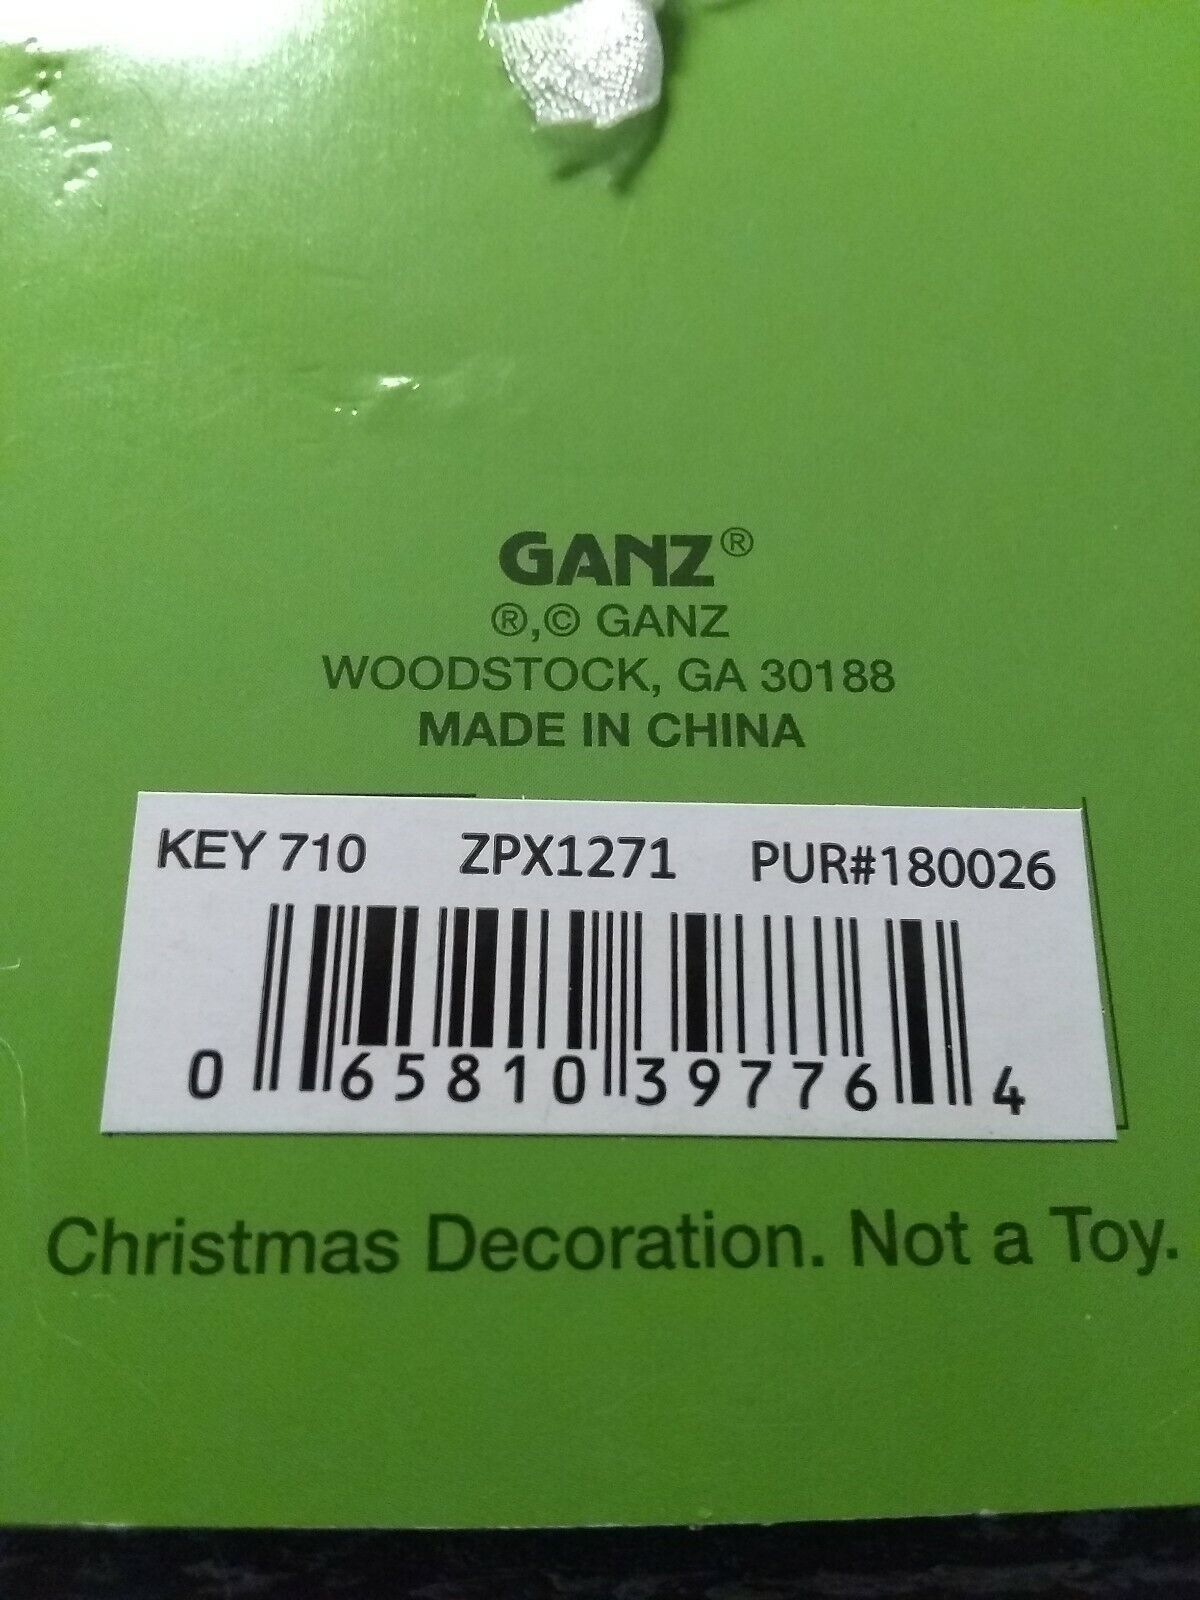 GANZ®
®,© GANZ
WOODSTOCK, GA 30188
MADE IN CHINA
KEY 710 ZPX1271 PUR#180026
0 65810 39776 4
Christmas Decoration. Not a Toy.